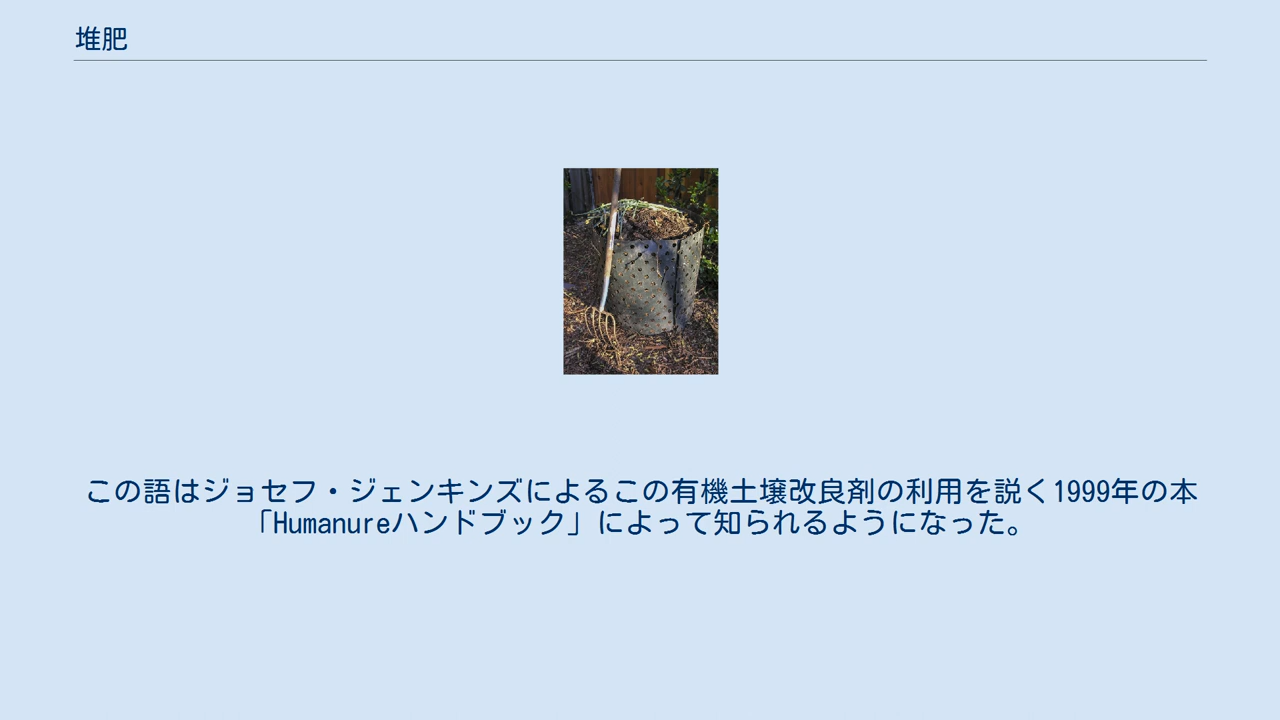 堆肥
この語はジョセフ・ジェンキンズによるこの有機土壌改良剤の利用を説く1999年の本
「Humanureハンドブック」によって知られるようになった。